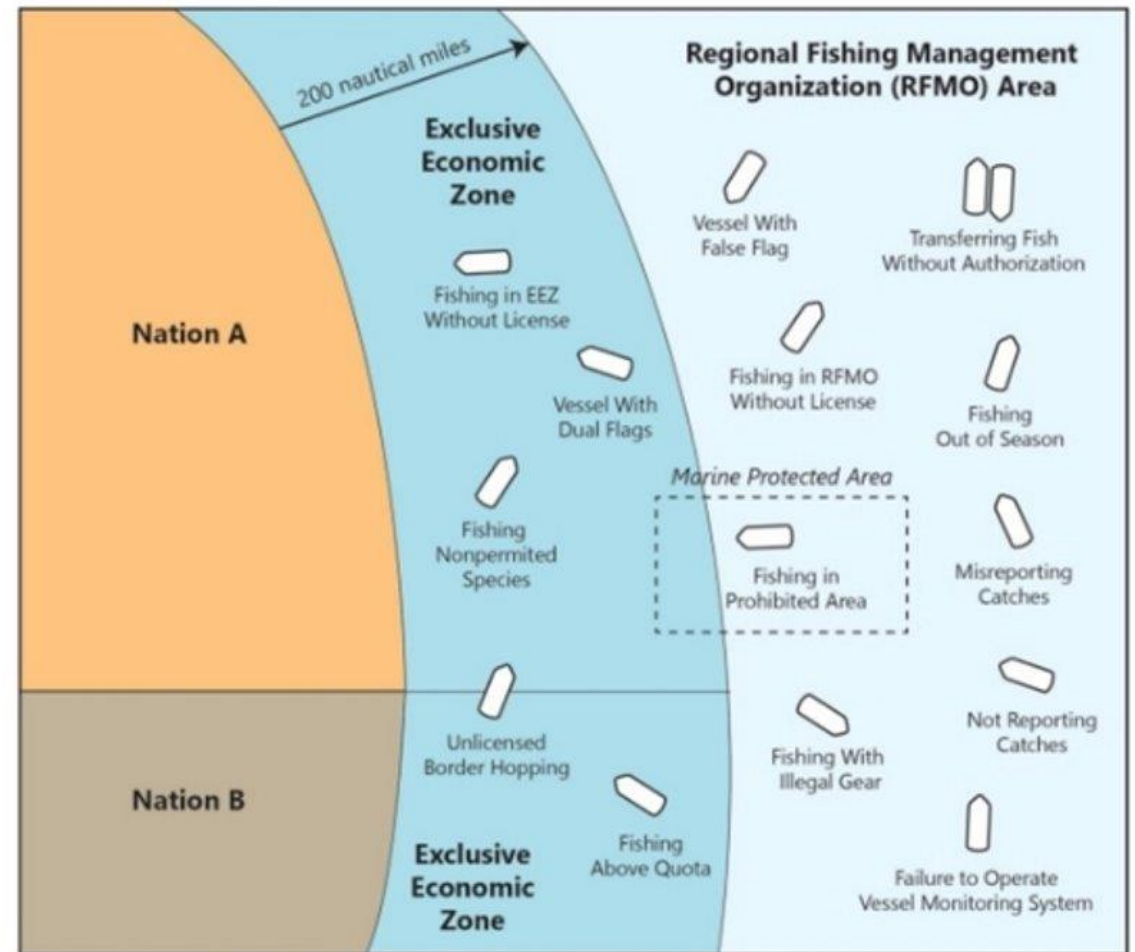 200 nautical miles
Regional Fishing Management
Organization (RFMO) Area
Exclusive
Economic
Zone
Vessel With
False Flag
Transferring Fish
Without Authorization
Fishing in EEZ
Without License
Nation A
Vessel With
Dual Flags
Fishing in RFMO
Without License
Fishing
Out of Season
Marine Protected Area
Fishing
Nonpermited
Species
Fishing in
Prohibited Area
Misreporting
Catches
Unlicensed
Border Hopping
Fishing With
Illegal Gear
Not Reporting
Catches
Nation B
Fishing
Above Quota
Exclusive
Economic
Zone
Failure to Operate
Vessel Monitoring System